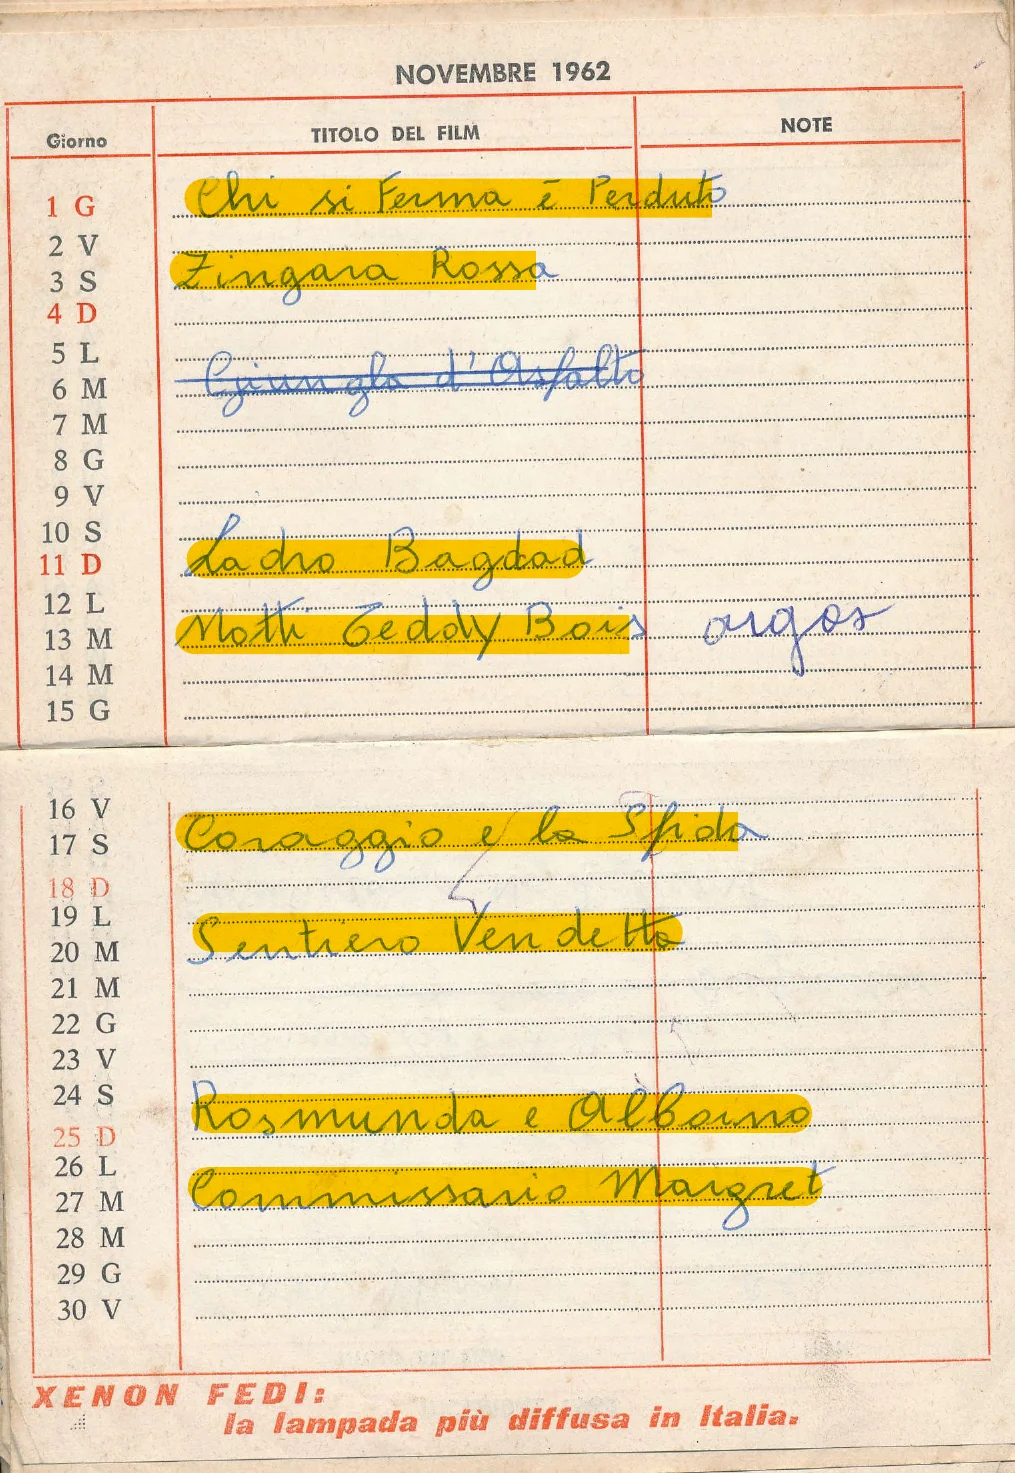 NOVEMBRE 1962
Giorno TITOLO DEL FILM NOTE
1 G Chi si Ferma è Perduto
2 V
3 S Zingara Rossa
4 D
5 L
6 M Giungla d'Asfalto
7 M
8 G
9 V
10 S
11 D Ladro Bagdad
12 L
13 M Notti Teddy Bois argos
14 M
15 G
16 V
17 S Coraggio e la Sfida
18 D
19 L
20 M Sentiero Vendetta
21 M
22 G
23 V
24 S
25 D Rosmunda e Alboino
26 L
27 M Commissario Maigret
28 M
29 G
30 V
XENON FEDI:
la lampada più diffusa in Italia.